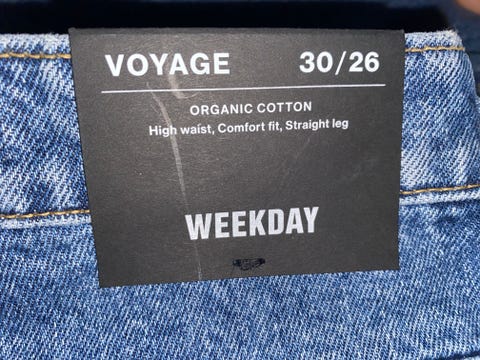 VOYAGE 30/26
ORGANIC COTTON
High waist, Comfort fit, Straight leg
WEEKDAY